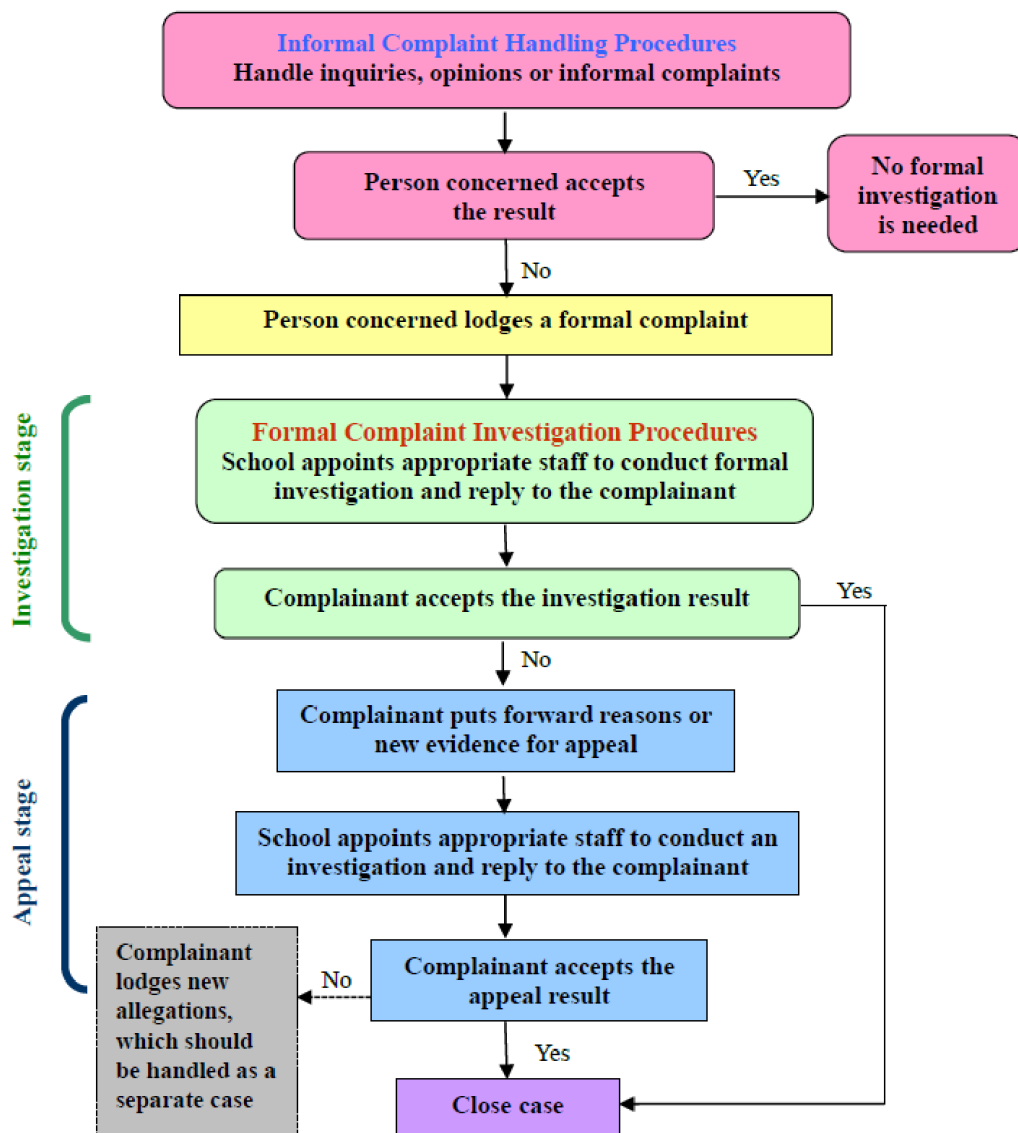 Informal Complaint Handling Procedures
Handle inquiries, opinions or informal complaints
Person concerned accepts
the result
Yes
No formal
investigation
is needed
No
Person concerned lodges a formal complaint
Investigation stage
Formal Complaint Investigation Procedures
School appoints appropriate staff to conduct formal
investigation and reply to the complainant
Complainant accepts the investigation result
Yes
No
Appeal stage
Complainant puts forward reasons or
new evidence for appeal
School appoints appropriate staff to conduct an
investigation and reply to the complainant
Complainant accepts the
appeal result
No
Complainant
lodges new
allegations,
which should
be handled as a
separate case
Yes
Close case